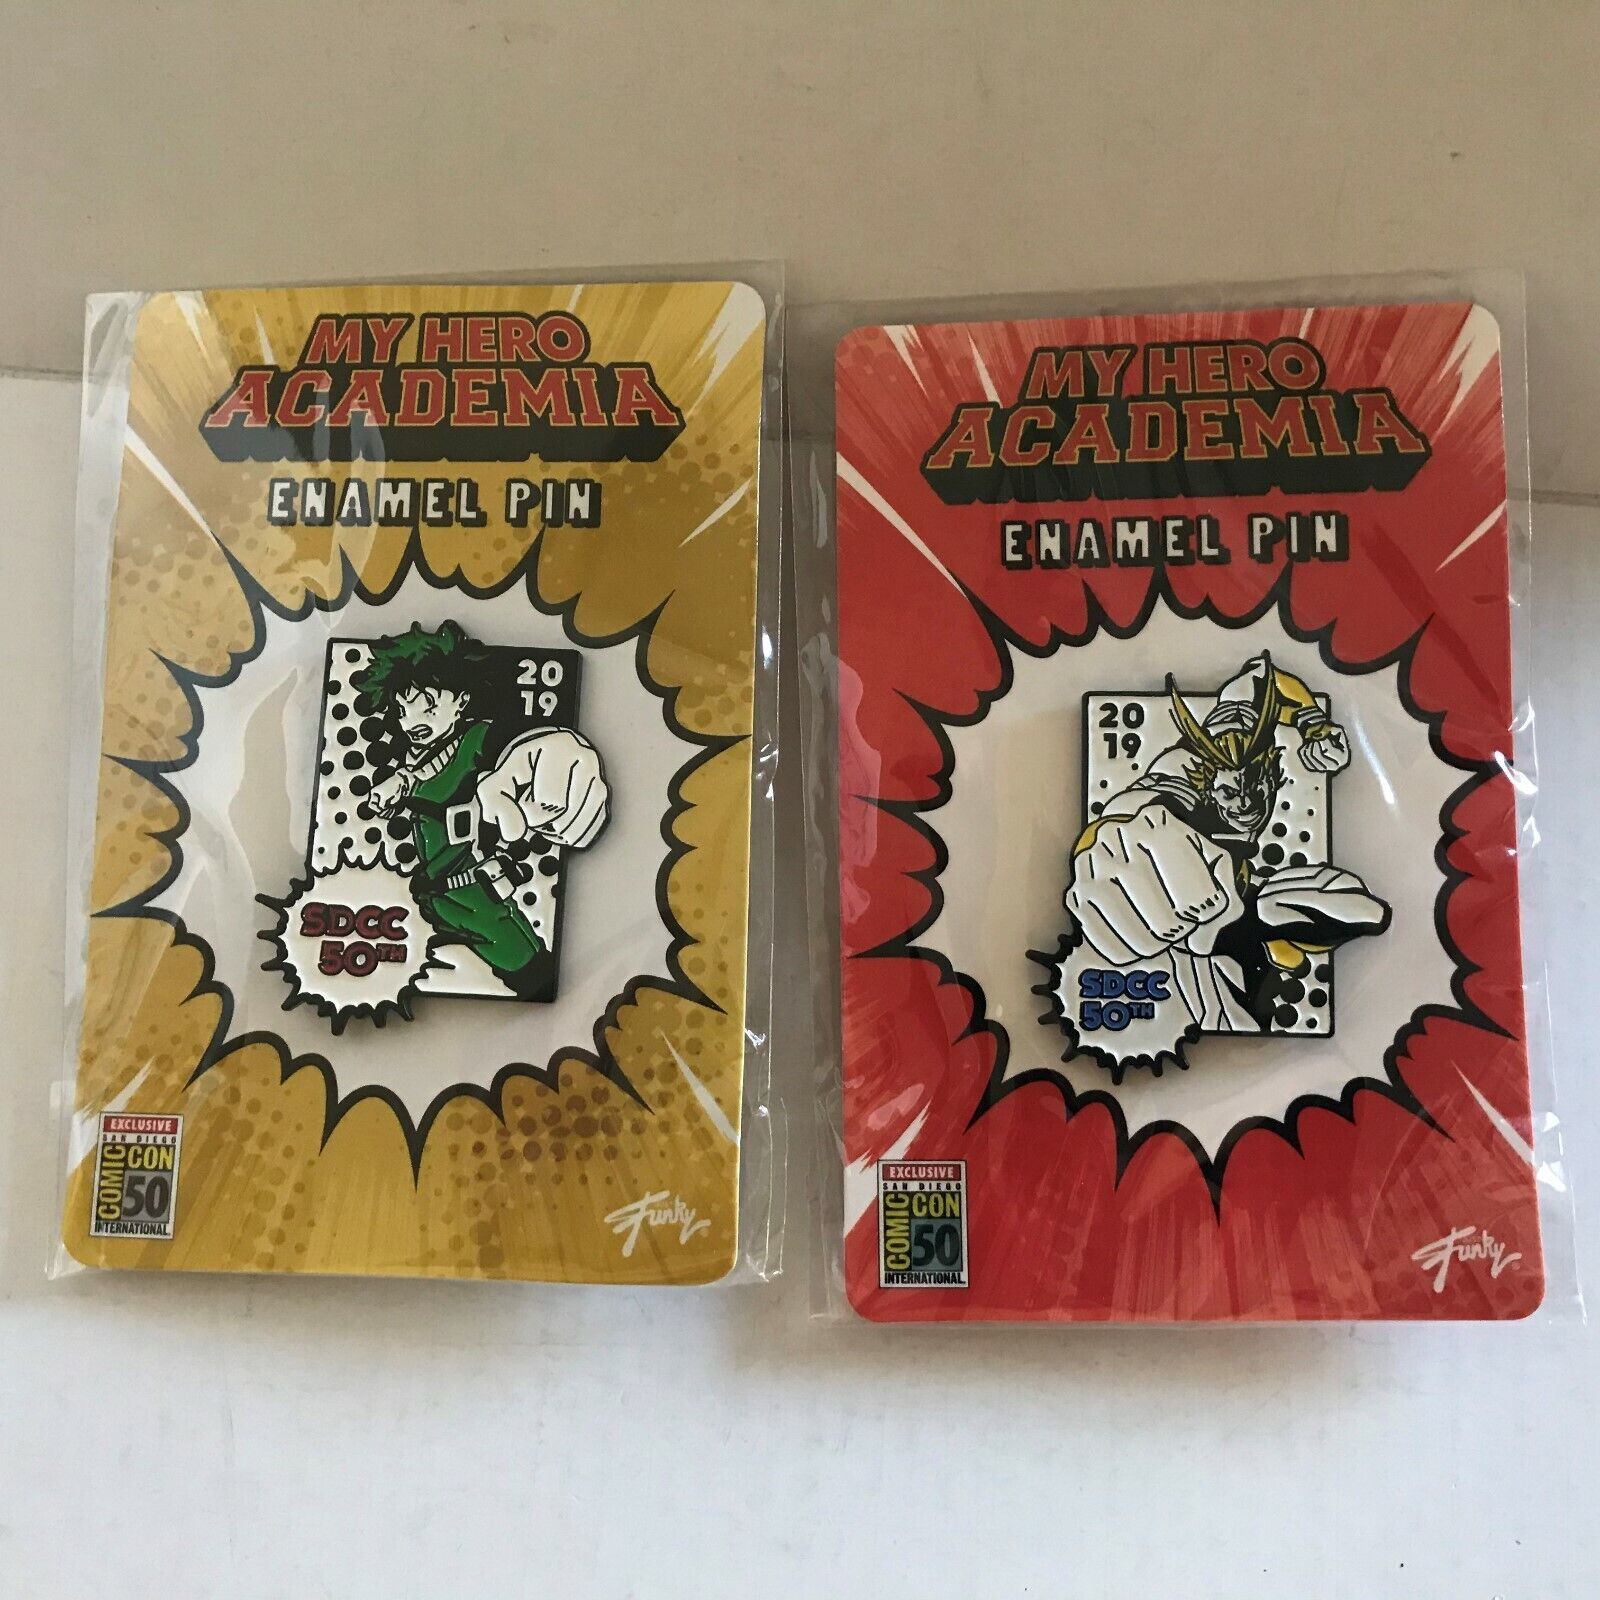 MY HERO
ACADEMIA
ENAMEL PIN
20
19
SDCC
50TH
EXCLUSIVE
SAN DIEGO
COMIC CON
50
INTERNATIONAL
Funky
MY HERO
ACADEMIA
ENAMEL PIN
20
19
SDCC
50TH
EXCLUSIVE
SAN DIEGO
COMIC CON
50
INTERNATIONAL
Funky